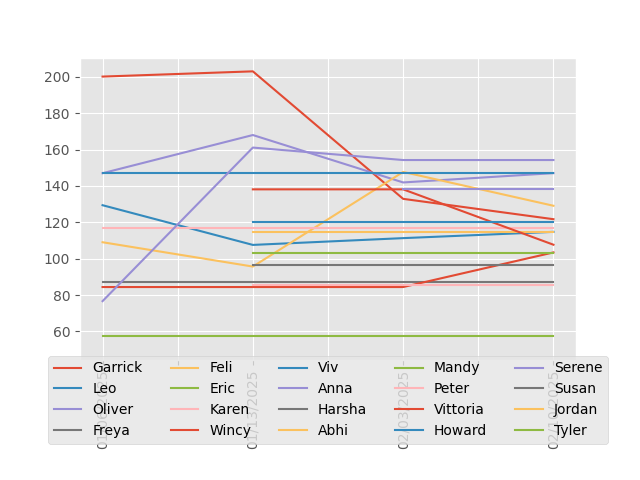 200
180
160
140
120
100
80
60
01/13/2025
02/03/2025
Garrick Feli Viv Mandy Serene
Leo Eric Anna Peter Susan
Oliver Karen Harsha Vittoria Jordan
Freya Wincy Abhi Howard Tyler